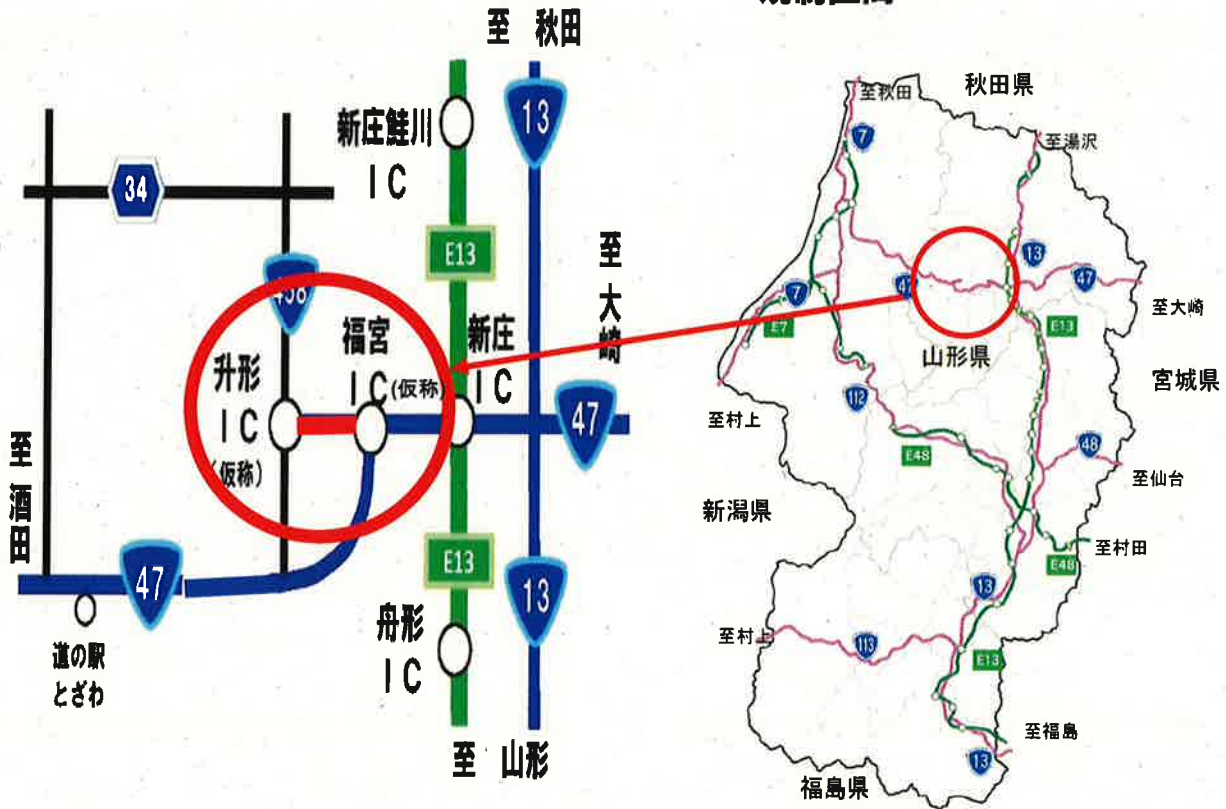 至 秋田
13
新庄鮭川
IC
34
E13
至大崎
福宮
IC(仮称)
新庄
IC
升形
IC
(仮称)
47
至酒田
47
E13
13
舟形
IC
道の駅
とざわ
至 山形
秋田県
至秋田
7
至湯沢
13
47
7
E7
至大崎
E13
山形県
宮城県
至村上
112
E48
48
至仙台
新潟県
至村田
E48
13
至村上
113
E13
至福島
13
福島県